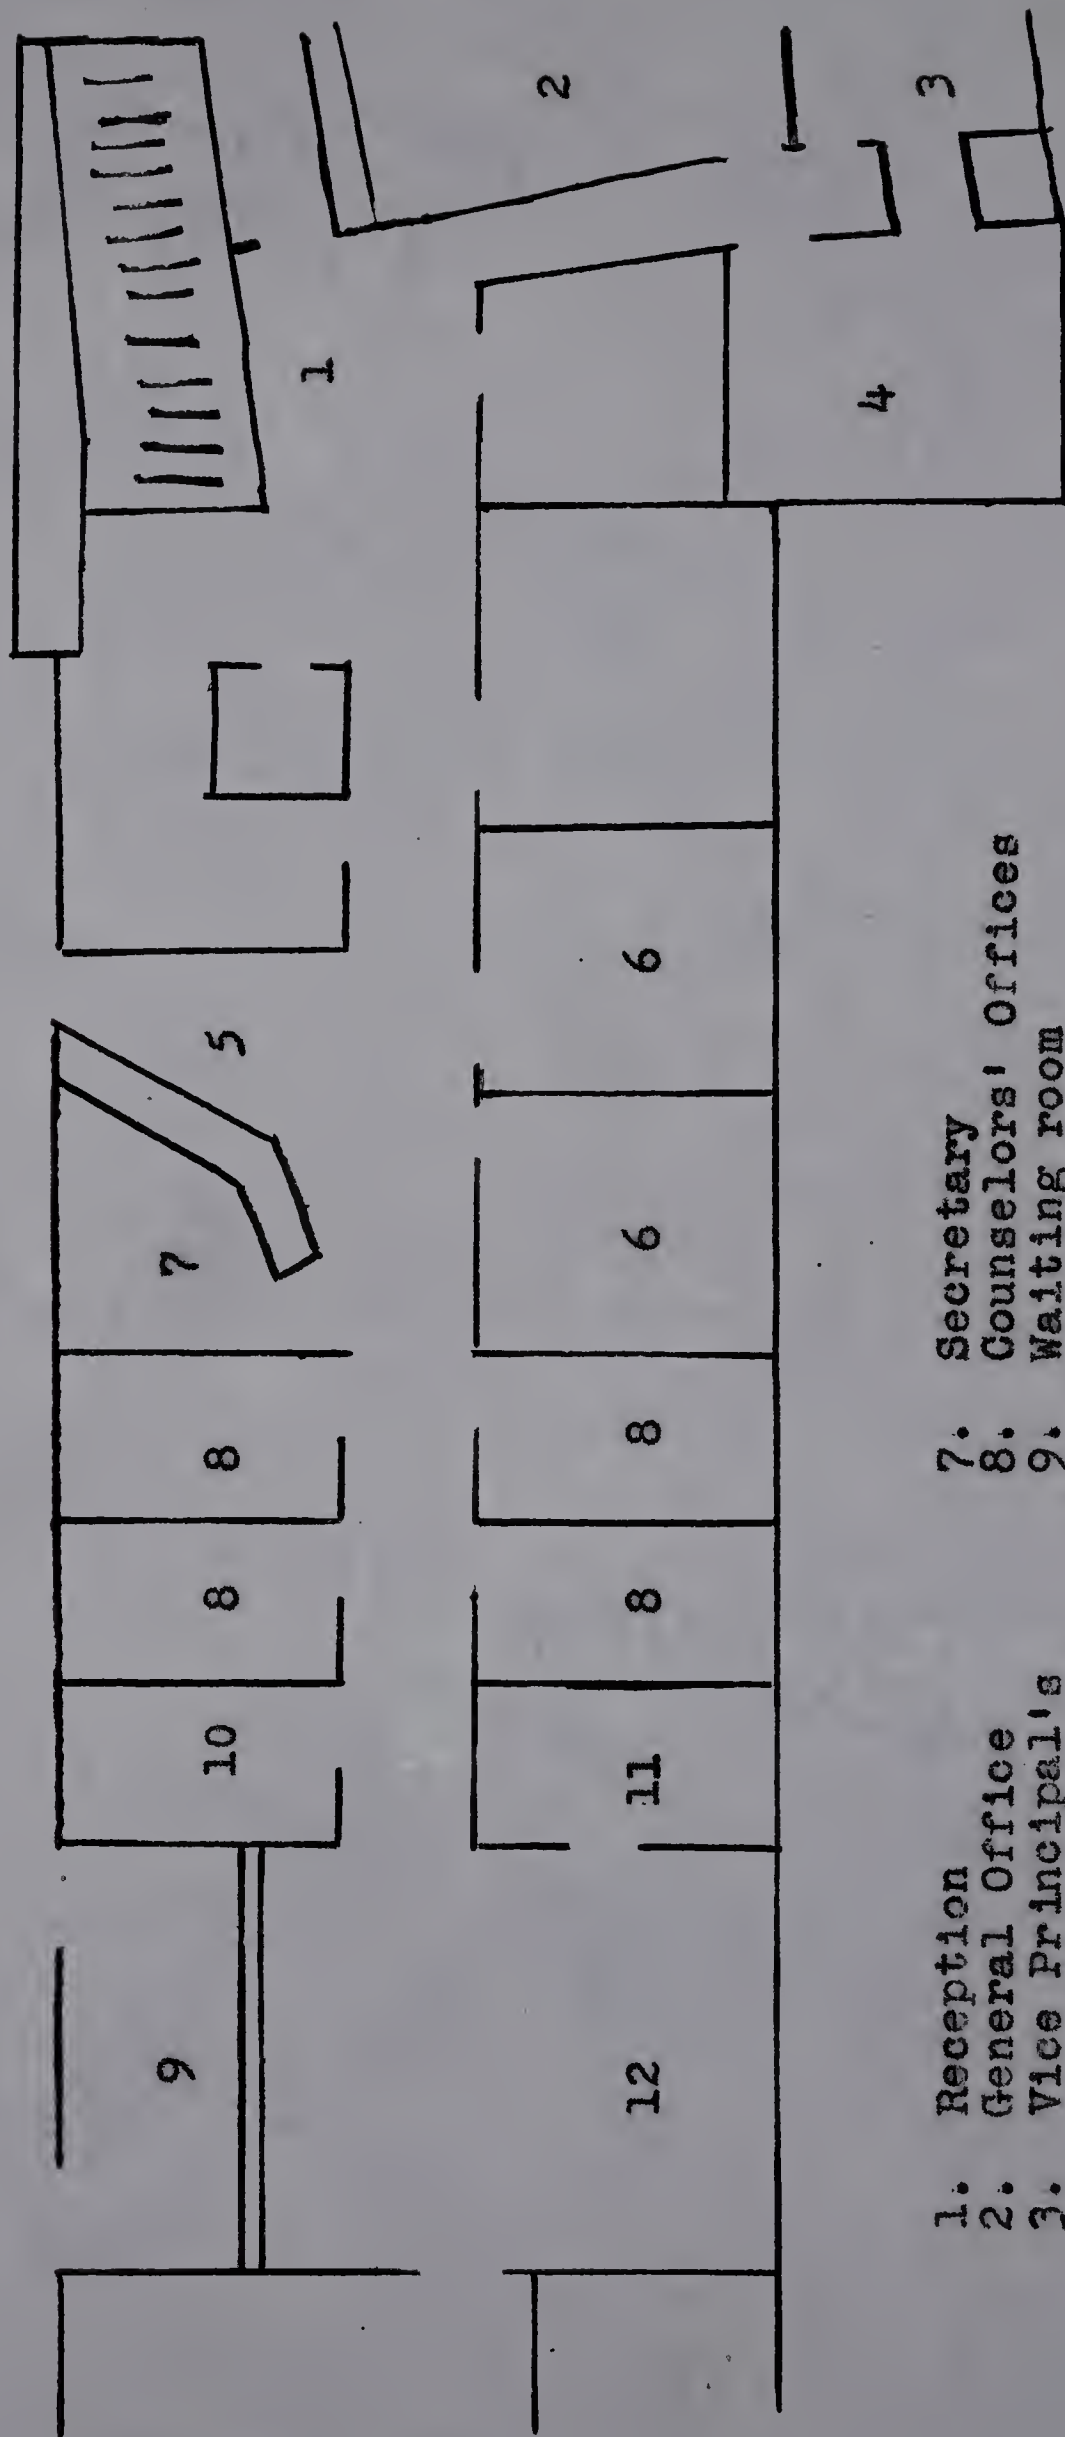 9
10
8
8
7
5
1
2
12
11
8
8
6
6
4
3
1. Reception
2. General Office
3. Vice Principal's
7. Secretary
8. Counselors' Offices
9. Waiting room